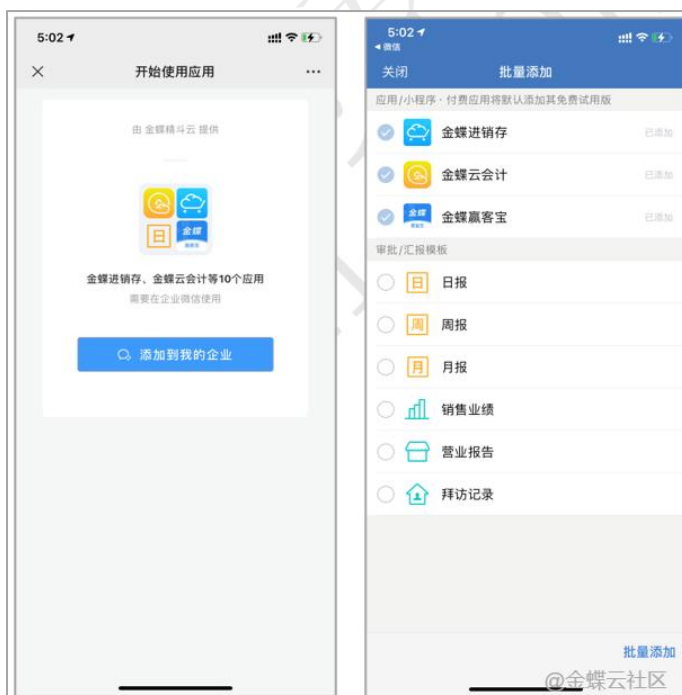 5:02
开始使用应用
由 金蝶精斗云 提供
日
金蝶
金蝶进销存、金蝶云会计等10个应用
需要在企业微信使用
添加到我的企业
5:02
微信
关闭
批量添加
应用/小程序·付费应用将默认添加其免费试用版
金蝶进销存
已添加
金蝶云会计
已添加
金蝶
金蝶赢客宝
已添加
审批/汇报模板
日
日报
周
周报
月
月报
销售业绩
营业报告
拜访记录
批量添加
@金蝶云社区